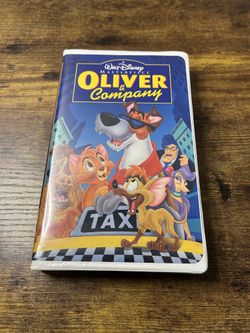 Walt Disney
MASTERPIECE
OLIVER
&
Company
TAXI